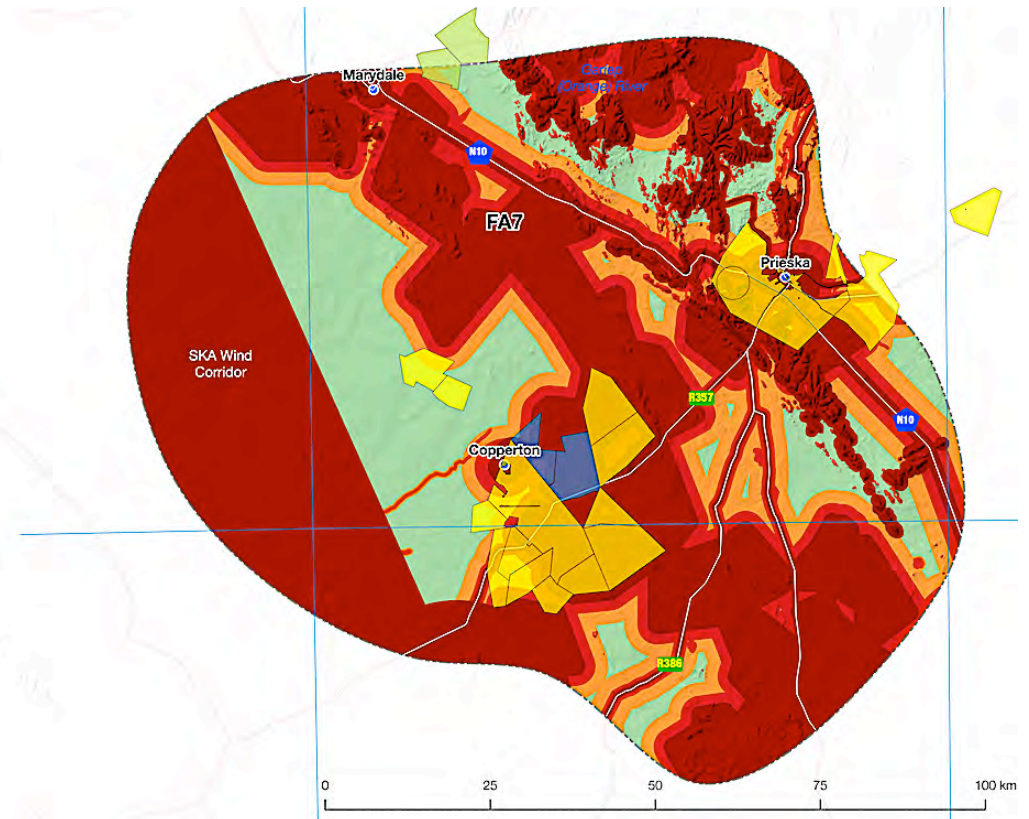 Marydale
Gariep
(Orange) River
N10
FA7
Prieska
SKA Wind
Corridor
R357
N10
Copperton
R386
0 25 50 75 100 km